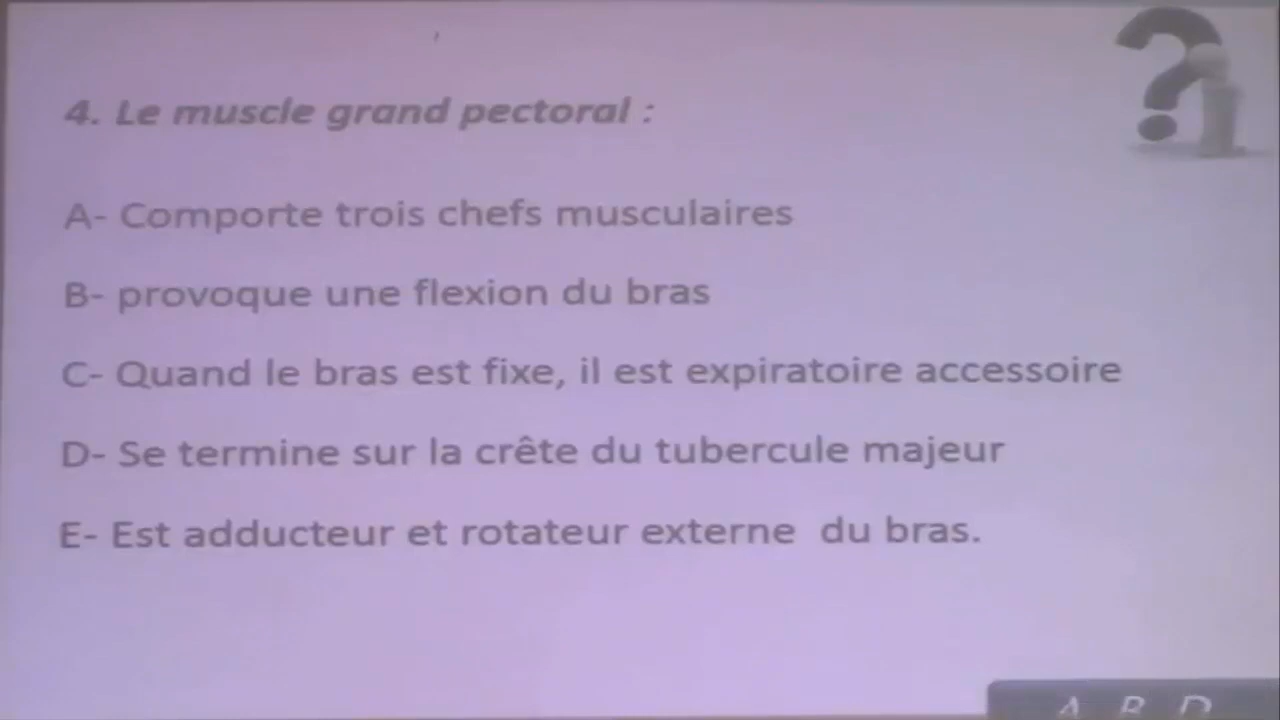 4. Le muscle grand pectoral :
A- Comporte trois chefs musculaires
B- provoque une flexion du bras
C- Quand le bras est fixe, il est expiratoire accessoire
D- Se termine sur la crête du tubercule majeur
E- Est adducteur et rotateur externe du bras.
A B D